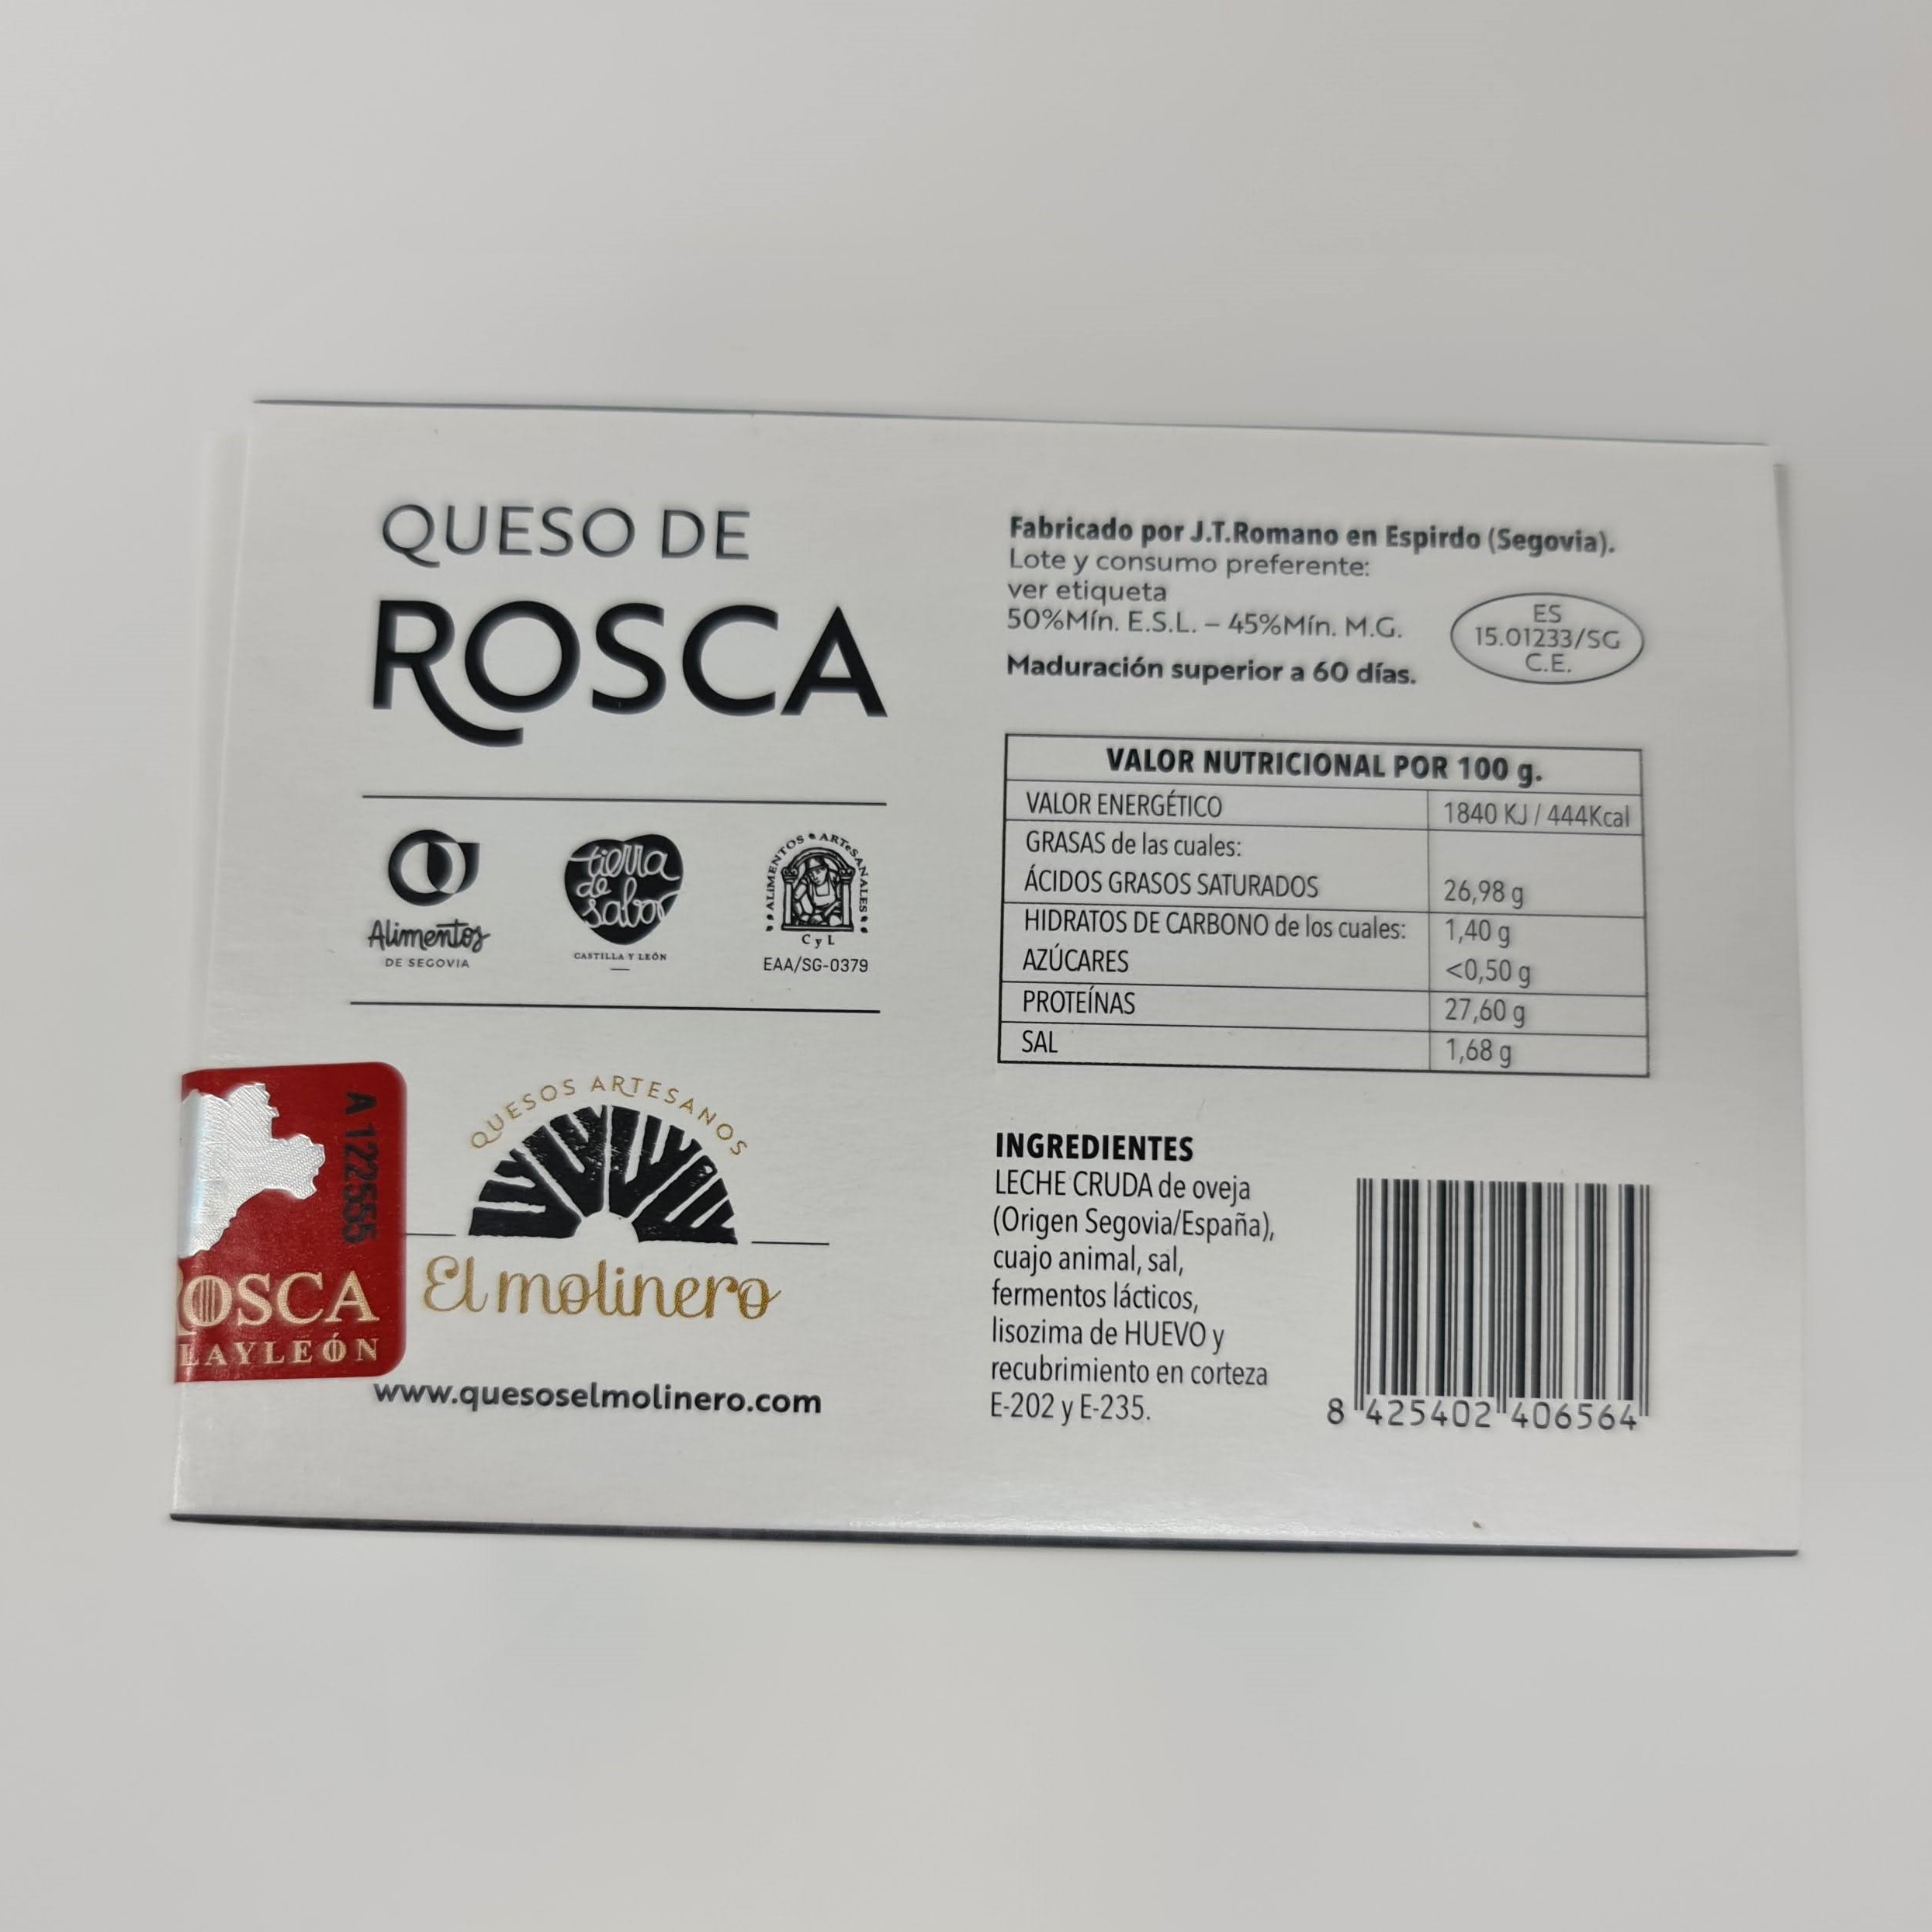 QUESO DE
ROSCA
Alimentos
DE SEGOVIA
tierra
de
sabor
CASTILLA Y LEÓN
ALIMENTOS ARTESANALES
CyL
EAA/SG-0379
A 122555
OSCA
LAYLEÓN
QUESOS ARTESANOS
El molinero
www.quesoselmolinero.com
Fabricado por J.T.Romano en Espirdo (Segovia).
Lote y consumo preferente:
ver etiqueta
50%Mín. E.S.L. – 45%Mín. M.G.
Maduración superior a 60 días.
ES
15.01233/SG
C.E.
VALOR NUTRICIONAL POR 100 g.
VALOR ENERGÉTICO 1840 KJ / 444Kcal
GRASAS de las cuales:
ÁCIDOS GRASOS SATURADOS 26,98 g
HIDRATOS DE CARBONO de los cuales: 1,40 g
AZÚCARES <0,50 g
PROTEÍNAS 27,60 g
SAL 1,68 g
INGREDIENTES
LECHE CRUDA de oveja
(Origen Segovia/España),
cuajo animal, sal,
fermentos lácticos,
lisozima de HUEVO y
recubrimiento en corteza
E-202 y E-235.
8 425402 406564